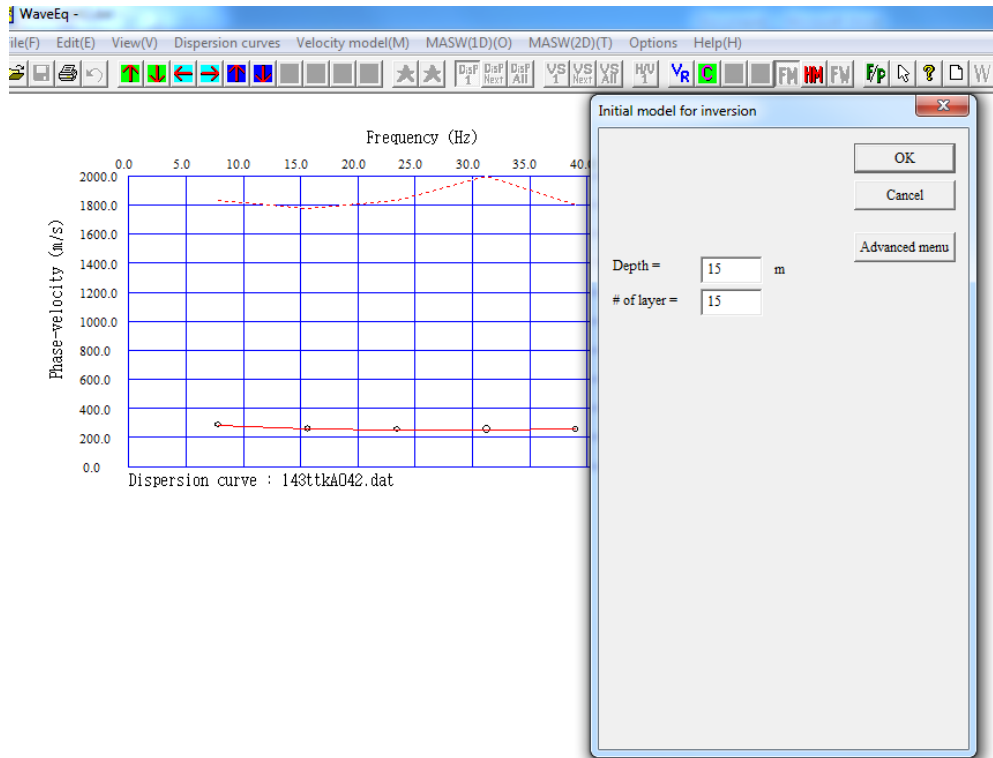 WaveEq -
ile(F) Edit(E) View(V) Dispersion curves Velocity model(M) MASW(1D)(O) MASW(2D)(T) Options Help(H)
DisP 1 DisP Next DisP All VS 1 VS Next VS All H/V 1 VR C FM HM FW F/p ? W
Initial model for inversion
x
OK
Cancel
Advanced menu
Depth = 15 m
# of layer = 15
Frequency (Hz)
0.0 5.0 10.0 15.0 20.0 25.0 30.0 35.0 40.
Phase-velocity (m/s)
2000.0
1800.0
1600.0
1400.0
1200.0
1000.0
800.0
600.0
400.0
200.0
0.0
Dispersion curve : 143ttkA042.dat